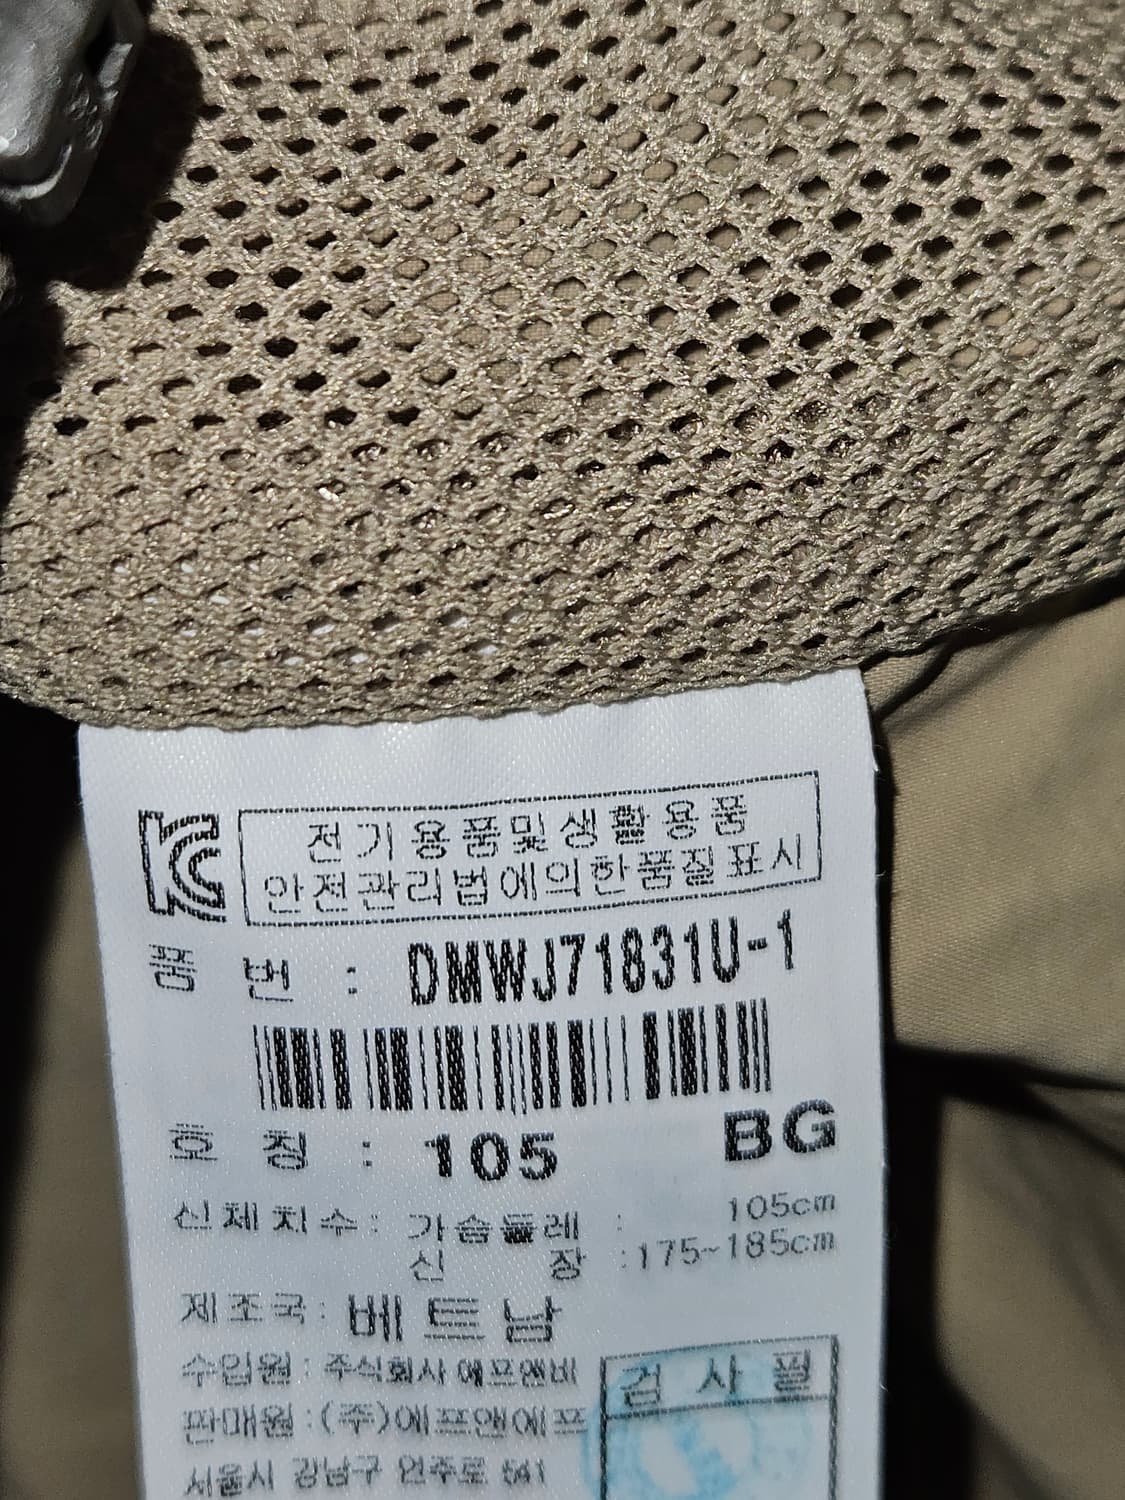 KC
전기용품및생활용품
안전관리법에의한품질표시
품 번 : DMWJ71831U-1
호 칭 : 105 BG
신체치수: 가슴둘레 : 105cm
신 장 :175~185cm
제조국: 베트남
수입원 : 주식회사 에프앤비
판매원 :(주)에프앤에프
서울시 강남구 언주로 541
검 사 필